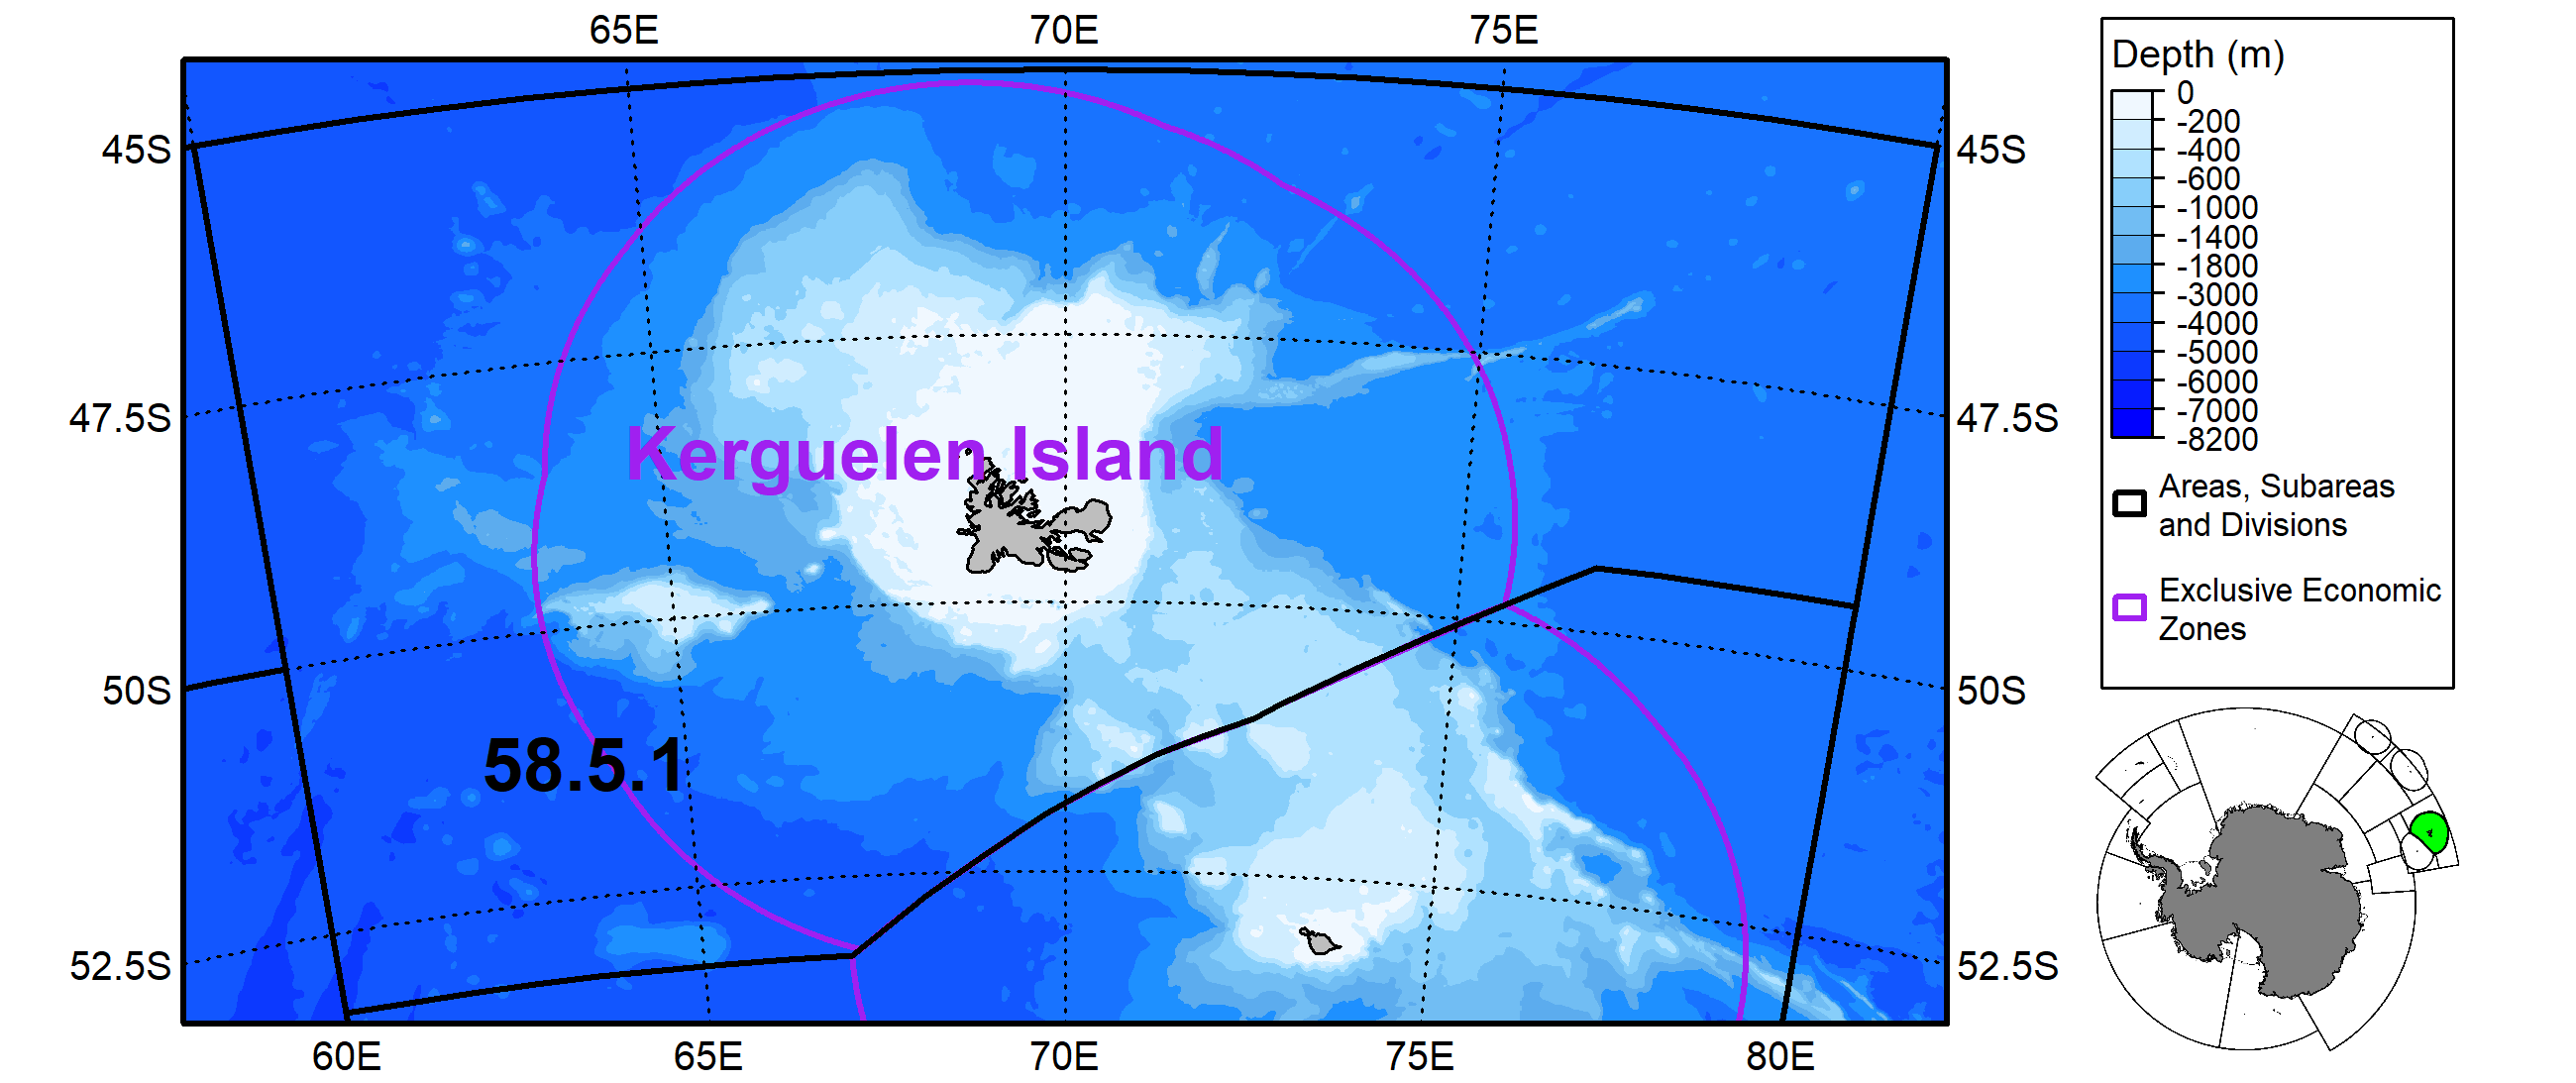 65E 70E 75E
45S 45S
47.5S 47.5S
Kerguelen Island
50S 50S
58.5.1
52.5S 52.5S
60E 65E 70E 75E 80E
Depth (m)
0
-200
-400
-600
-1000
-1400
-1800
-3000
-4000
-5000
-6000
-7000
-8200
Areas, Subareas
and Divisions
Exclusive Economic
Zones